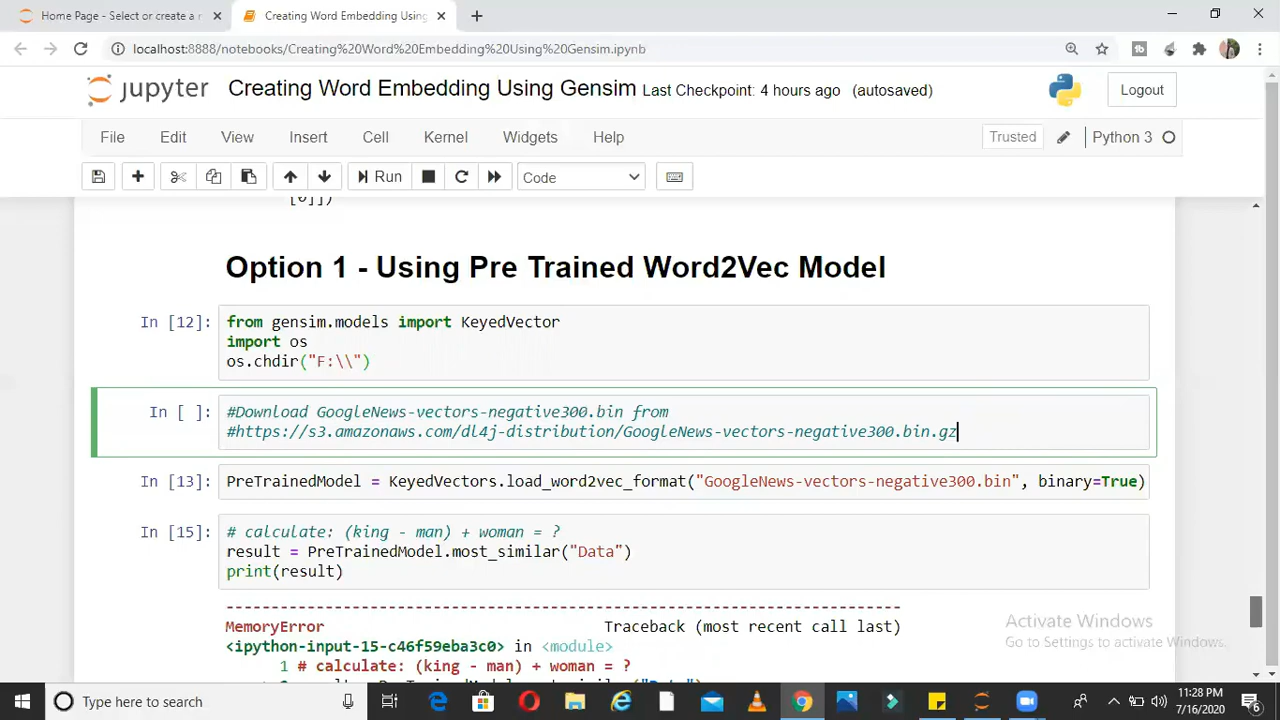 Home Page - Select or create a n
Creating Word Embedding Using
localhost:8888/notebooks/Creating%20Word%20Embedding%20Using%20Gensim.ipynb
jupyter Creating Word Embedding Using Gensim Last Checkpoint: 4 hours ago (autosaved)
Logout
File Edit View Insert Cell Kernel Widgets Help
Trusted
Python 3
Run
Code
[0]])
Option 1 - Using Pre Trained Word2Vec Model
In [12]: from gensim.models import KeyedVector
import os
os.chdir("F:\\")
In [ ]: #Download GoogleNews-vectors-negative300.bin from
#https://s3.amazonaws.com/dl4j-distribution/GoogleNews-vectors-negative300.bin.gz
In [13]: PreTrainedModel = KeyedVectors.load_word2vec_format("GoogleNews-vectors-negative300.bin", binary=True)
In [15]: # calculate: (king - man) + woman = ?
result = PreTrainedModel.most_similar("Data")
print(result)
---------------------------------------------------------------------------
MemoryError Traceback (most recent call last)
<ipython-input-15-c46f59eba3c0> in <module>
1 # calculate: (king - man) + woman = ?
Activate Windows
Go to Settings to activate Windows.
Type here to search
11:28 PM
7/16/2020
6